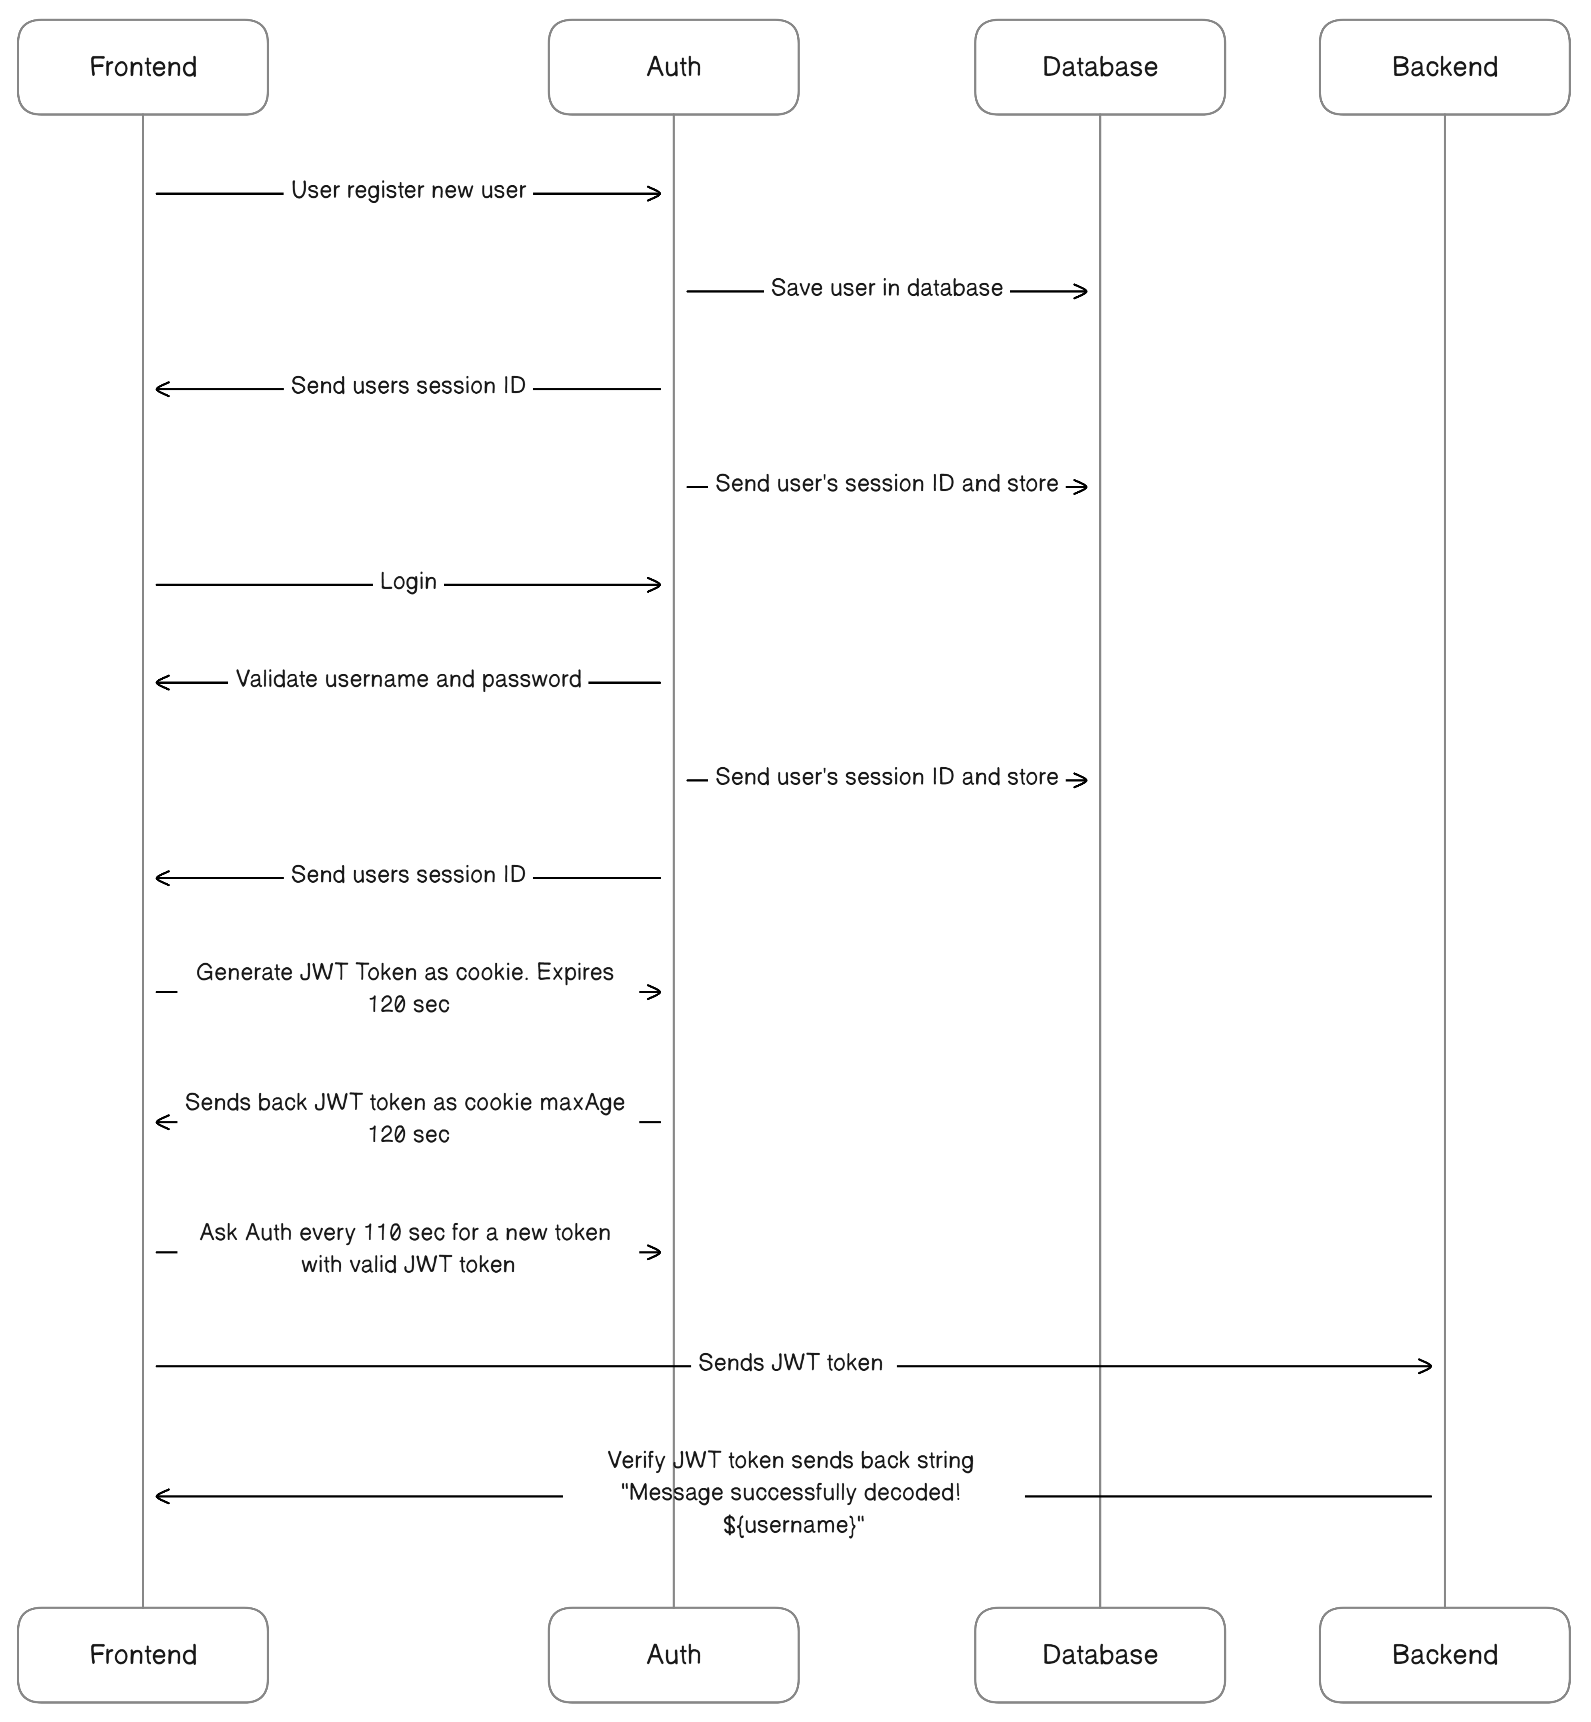 Frontend
Auth
Database
Backend
User register new user
Save user in database
Send users session ID
Send user's session ID and store
Login
Validate username and password
Send user's session ID and store
Send users session ID
Generate JWT Token as cookie. Expires
120 sec
Sends back JWT token as cookie maxAge
120 sec
Ask Auth every 110 sec for a new token
with valid JWT token
Sends JWT token
Verify JWT token sends back string
"Message successfully decoded!
${username}"
Frontend
Auth
Database
Backend